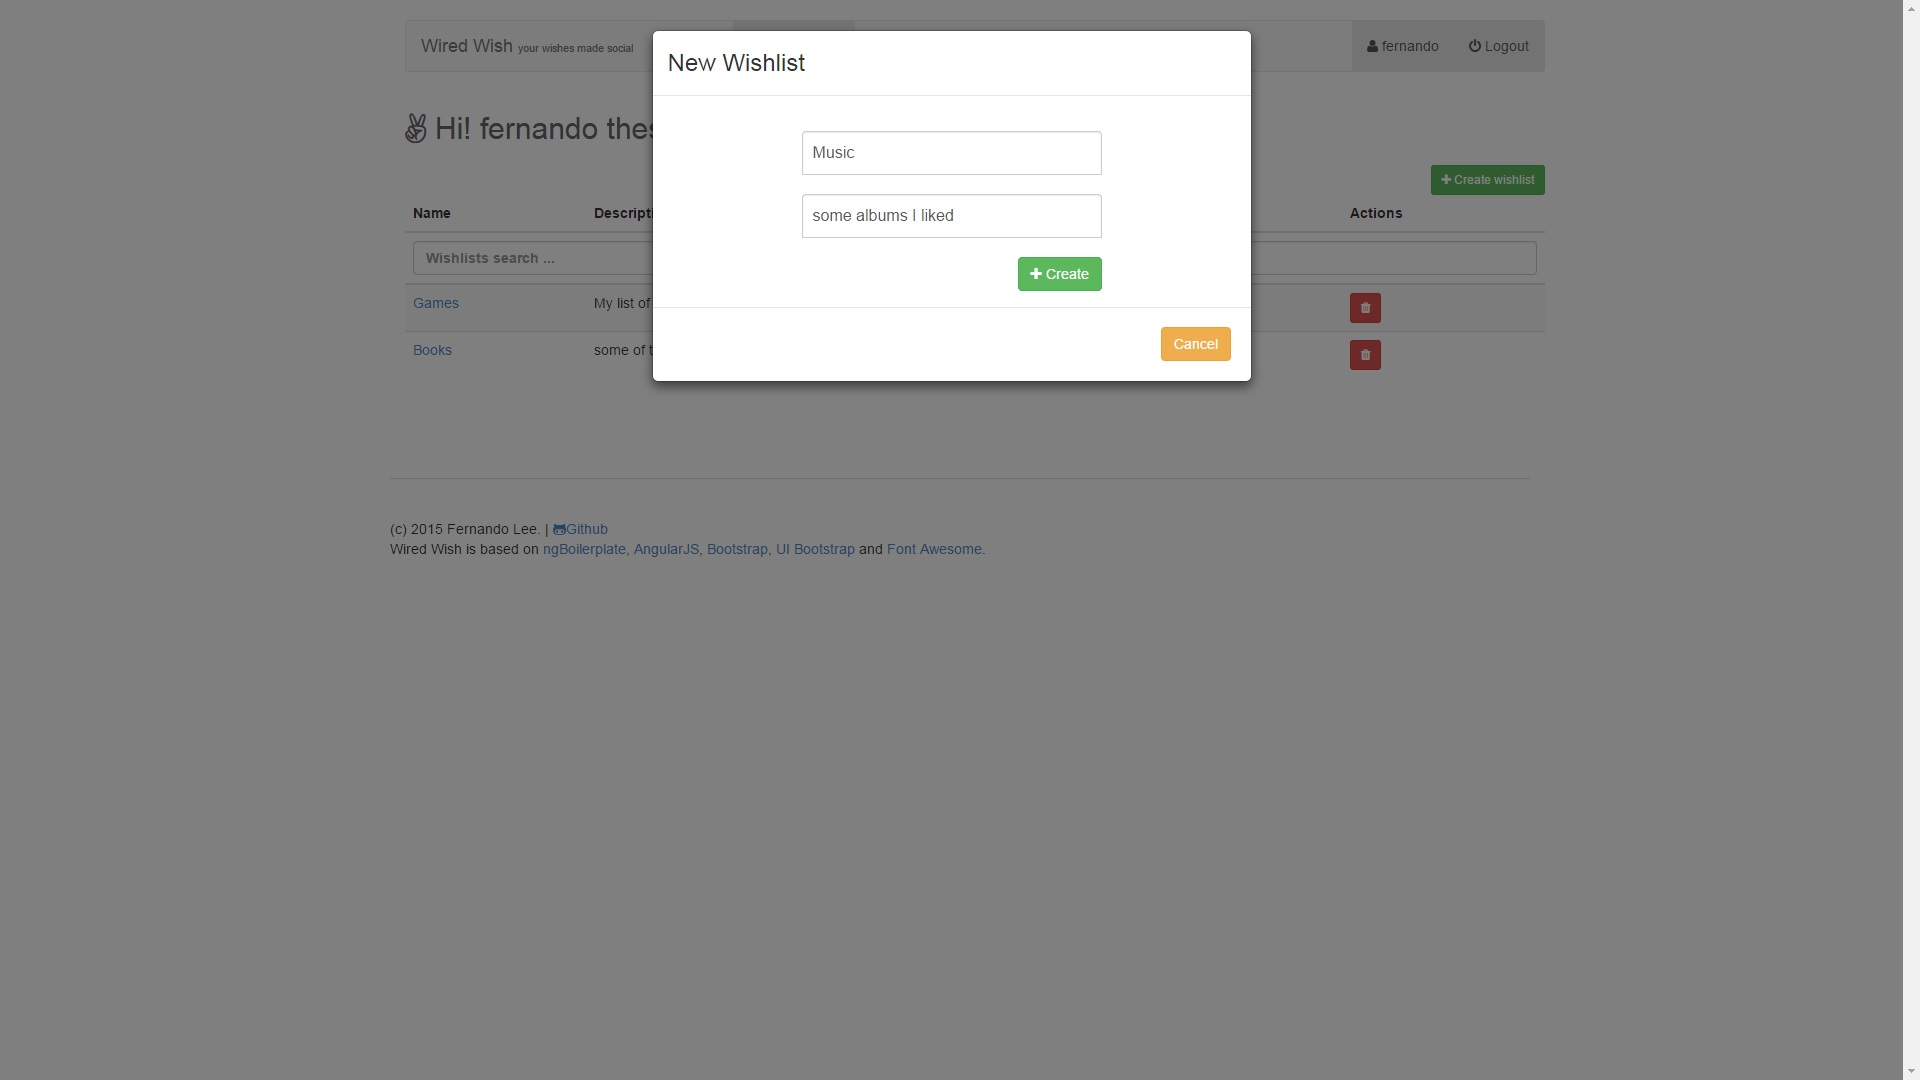 Wired Wish your wishes made social
fernando
Logout
New Wishlist
Hi! fernando
Music
some albums I liked
Create
Cancel
Create wishlist
Name
Actions
Wishlists search ...
Games
My list of
Books
some of
(c) 2015 Fernando Lee. | Github
Wired Wish is based on ngBoilerplate, AngularJS, Bootstrap, UI Bootstrap and Font Awesome.